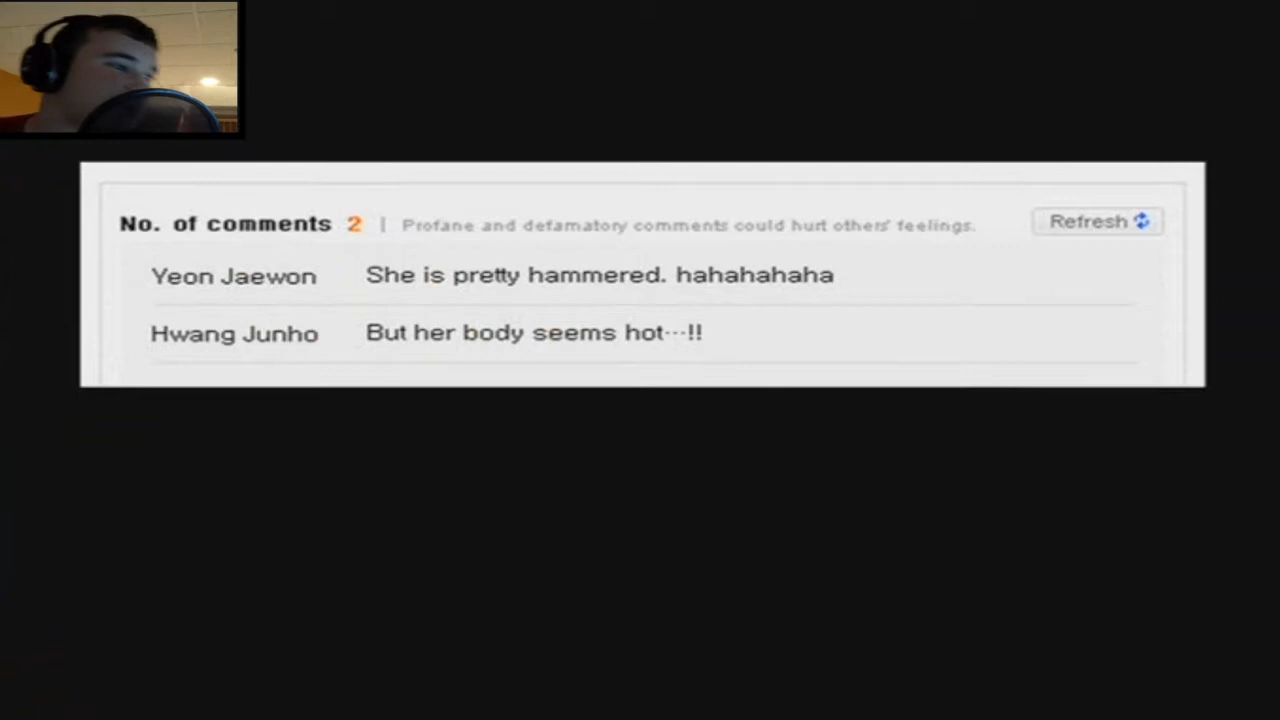 No. of comments 2 | Profane and defamatory comments could hurt others' feelings. Refresh
Yeon Jaewon She is pretty hammered. hahahahaha
Hwang Junho But her body seems hot…!!